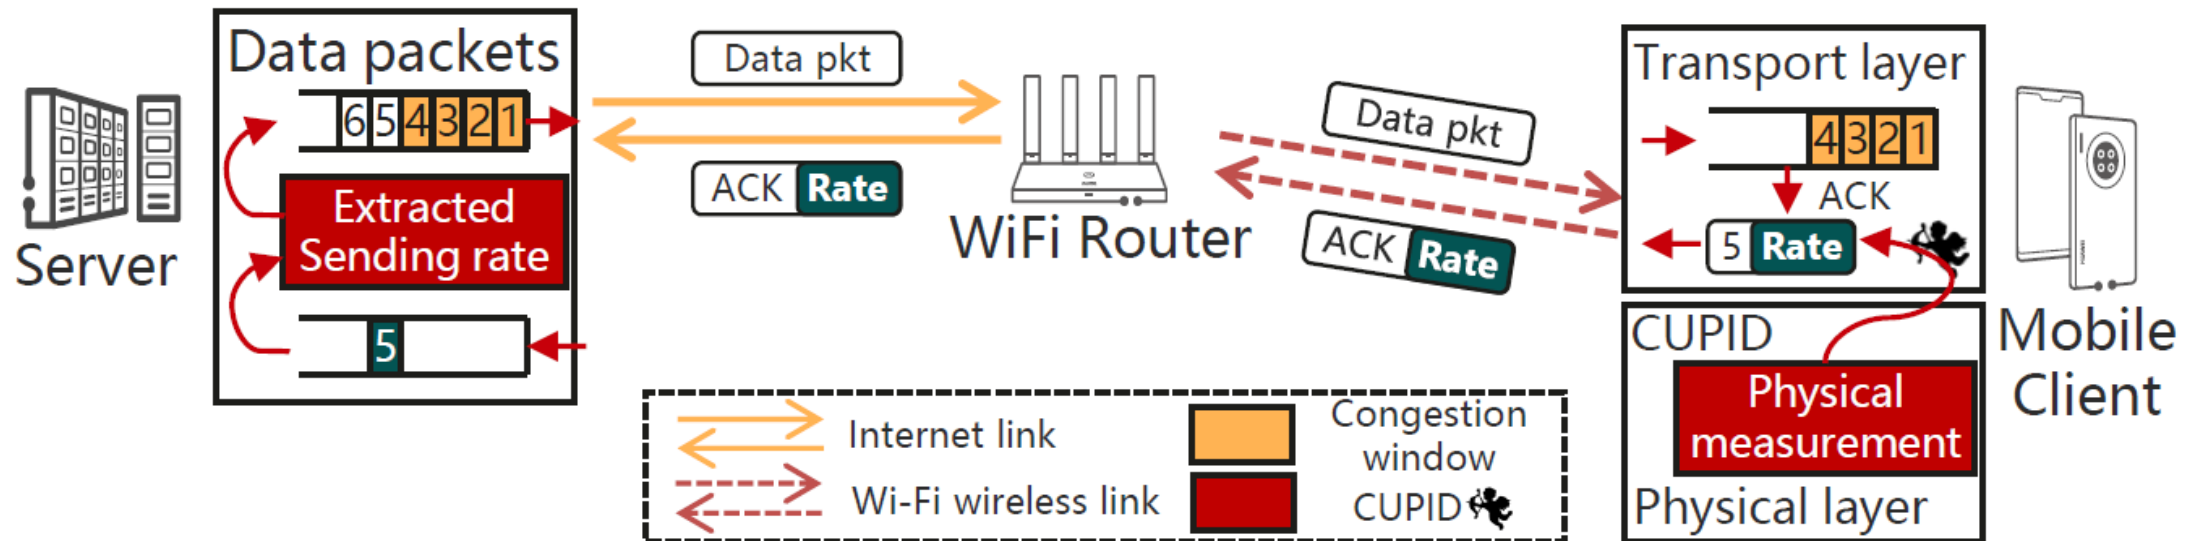 Server
Data packets
6 5 4 3 2 1
Extracted
Sending rate
5
Data pkt
ACK Rate
WiFi Router
Data pkt
ACK Rate
Transport layer
4 3 2 1
ACK
5 Rate
CUPID
Physical
measurement
Physical layer
Mobile
Client
Internet link
Wi-Fi wireless link
Congestion
window
CUPID